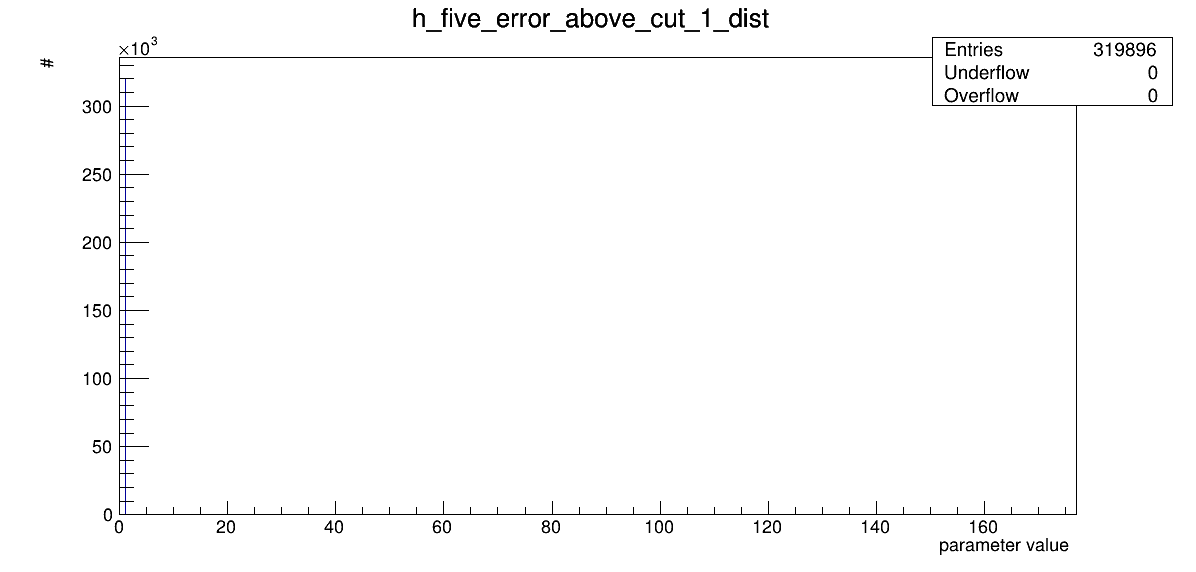 h_five_error_above_cut_1_dist
×10³
#
Entries 319896
Underflow 0
Overflow 0
300
250
200
150
100
50
0
0 20 40 60 80 100 120 140 160
parameter value